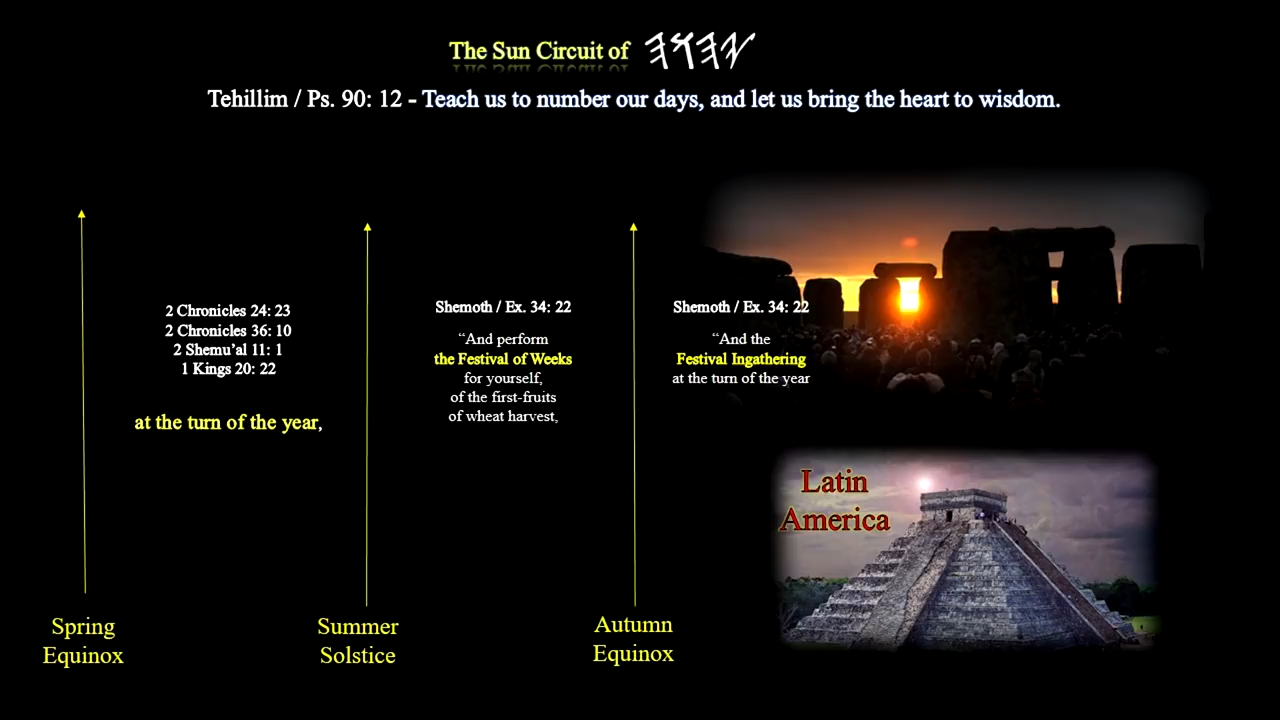 The Sun Circuit of 𐤉𐤄𐤅𐤄
Tehillim / Ps. 90: 12 - Teach us to number our days, and let us bring the heart to wisdom.
2 Chronicles 24: 23
2 Chronicles 36: 10
2 Shemu’al 11: 1
1 Kings 20: 22
at the turn of the year,
Shemoth / Ex. 34: 22
“And perform
the Festival of Weeks
for yourself,
of the first-fruits
of wheat harvest,
Shemoth / Ex. 34: 22
“And the
Festival Ingathering
at the turn of the year
Latin
America
Spring
Equinox
Summer
Solstice
Autumn
Equinox